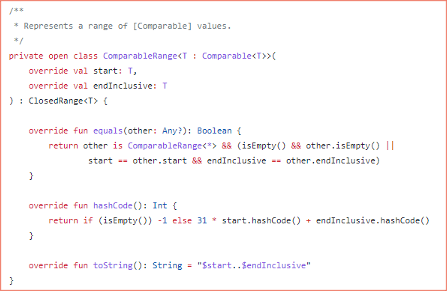 /**
 * Represents a range of [Comparable] values.
 */
private open class ComparableRange<T : Comparable<T>>(
    override val start: T,
    override val endInclusive: T
) : ClosedRange<T> {

    override fun equals(other: Any?): Boolean {
        return other is ComparableRange<*> && (isEmpty() && other.isEmpty() ||
                start == other.start && endInclusive == other.endInclusive)
    }

    override fun hashCode(): Int {
        return if (isEmpty()) -1 else 31 * start.hashCode() + endInclusive.hashCode()
    }

    override fun toString(): String = "$start..$endInclusive"
}